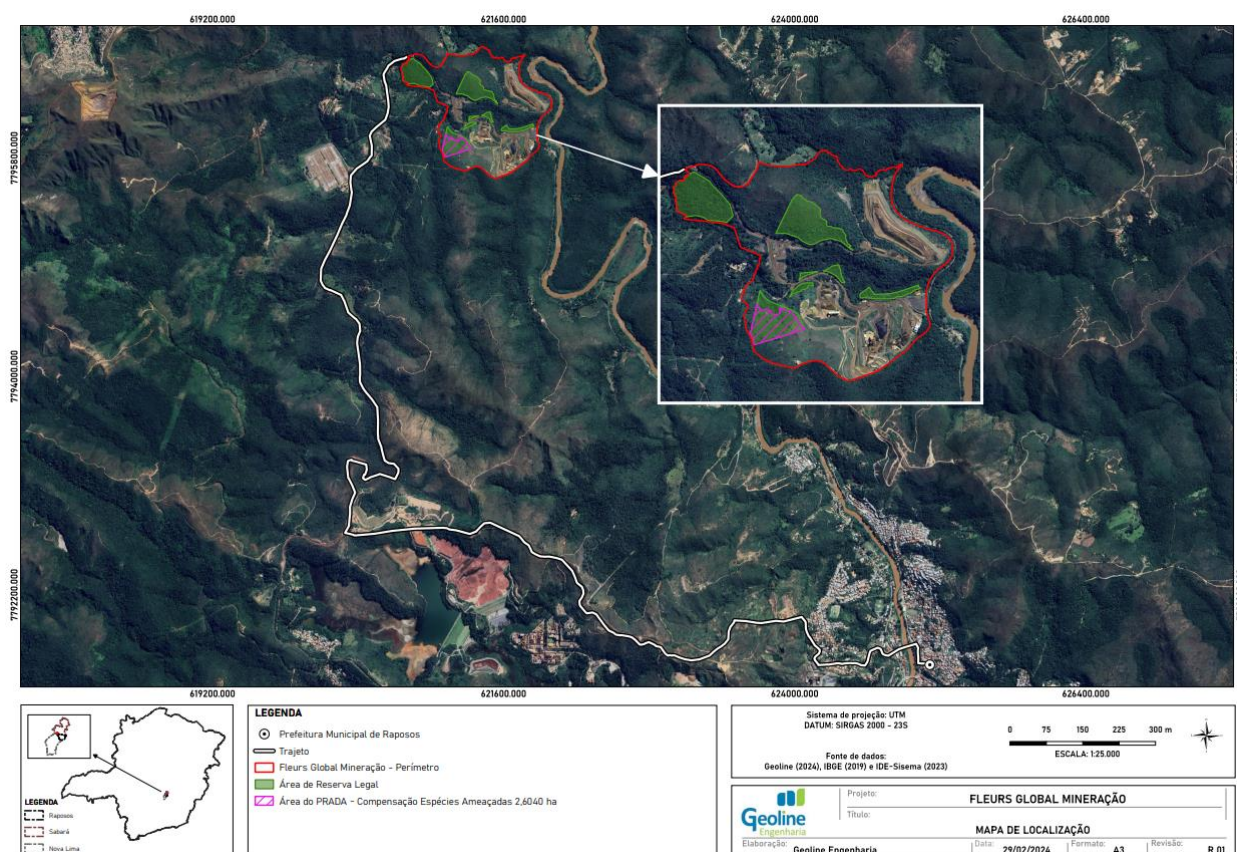 619200.000
621600.000
624000.000
626400.000
7795800.000
7794000.000
7792200.000
619200.000
621600.000
624000.000
626400.000
LEGENDA
Raposos
Sabará
Nova Lima
LEGENDA
Prefeitura Municipal de Raposos
Trajeto
Fleurs Global Mineração - Perímetro
Área de Reserva Legal
Área do PRADA - Compensação Espécies Ameaçadas 2,6040 ha
Sistema de projeção: UTM
DATUM: SIRGAS 2000 - 23S
Fonte de dados:
Geoline (2024), IBGE (2019) e IDE-Sisema (2023)
0 75 150 225 300 m
ESCALA: 1:25.000
Geoline
Engenharia
Projeto:
FLEURS GLOBAL MINERAÇÃO
Título:
MAPA DE LOCALIZAÇÃO
Elaboração:
Geoline Engenharia
Data:
29/02/2024
Formato:
A3
Revisão:
R.01